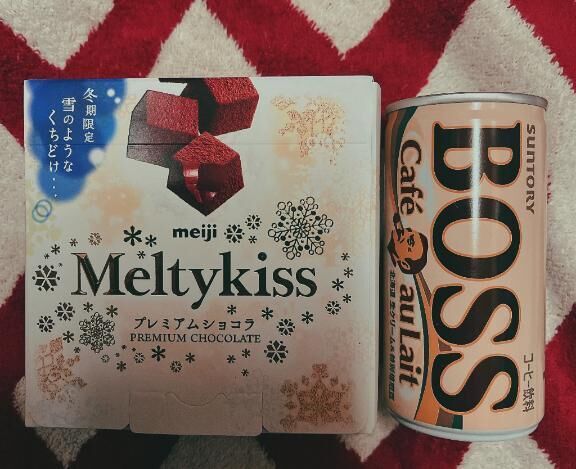 冬期限定
雪のような
くちどけ...
meiji
Meltykiss
プレミアムショコラ
PREMIUM CHOCOLATE
SUNTORY
BOSS
Café au Lait
コーヒー飲料